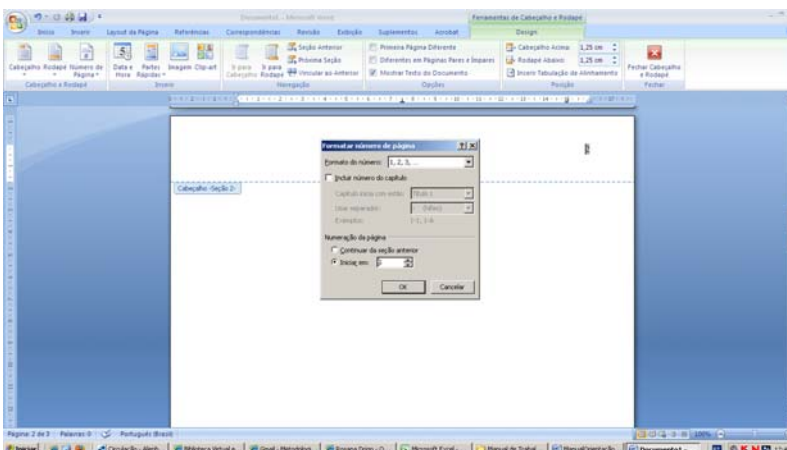 Documento1 - Microsoft Word
Ferramentas de Cabeçalho e Rodapé
Início Inserir Layout da Página Referências Correspondências Revisão Exibição Suplementos Acrobat Design
Cabeçalho Rodapé Número de Página
Data e Hora Partes Rápidas Imagem Clip-art
Ir para Cabeçalho Ir para Rodapé
Seção Anterior
Próxima Seção
Vincular ao Anterior
Primeira Página Diferente
Diferentes em Páginas Pares e Ímpares
Mostrar Texto do Documento
Cabeçalho Acima: 1,25 cm
Rodapé Abaixo: 1,25 cm
Inserir Tabulação de Alinhamento
Fechar Cabeçalho e Rodapé
Cabeçalho e Rodapé Inserir Navegação Opções Posição Fechar
Formatar número de página
Formato do número: 1, 2, 3, ...
Incluir número do capítulo
Capítulo inicia com estilo: Título 1
Usar separador: - (hífen)
Exemplos: 1-1, 1-A
Numeração da página
Continuar da seção anterior
Iniciar em:
OK Cancelar
Cabeçalho -Seção 2-
Página: 2 de 3 Palavras: 0 Português (Brasil) 100%
Iniciar